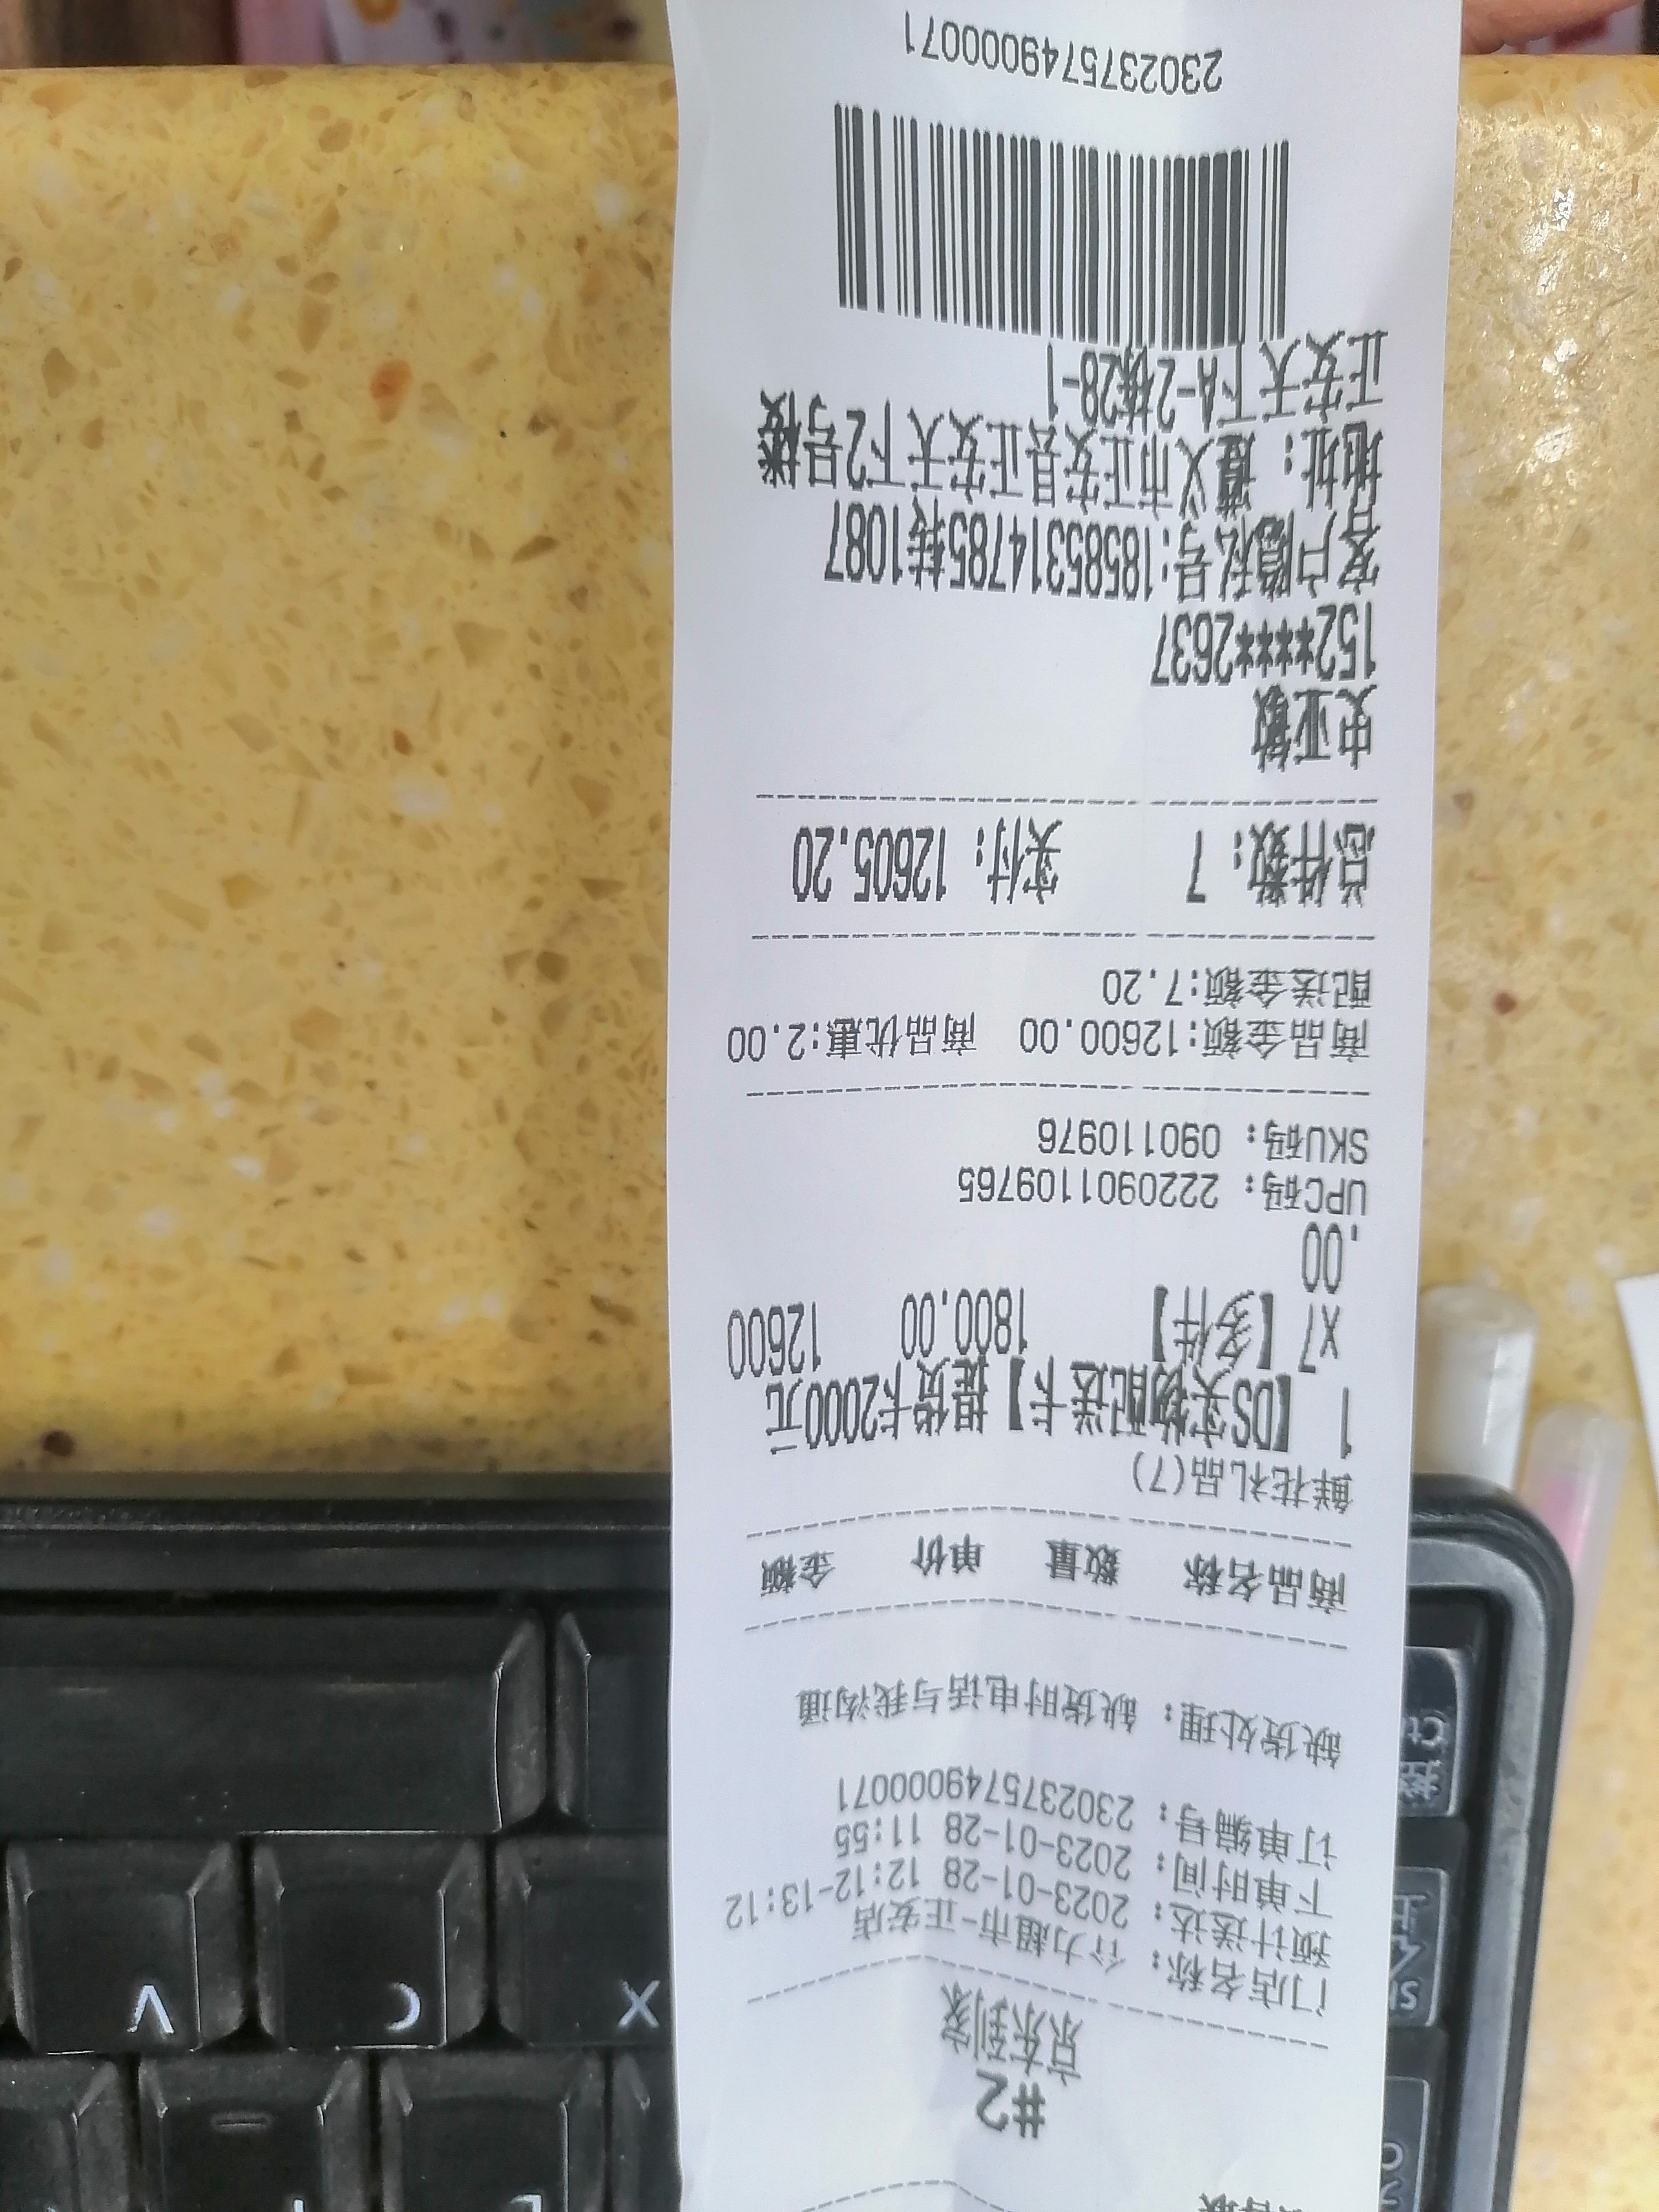 #2
京东到家
门店名称： 合力超市-正安店
预计送达： 2023-01-28 12:12-13:12
下单时间： 2023-01-28 11:55
订单编号： 2302375749000071
缺货处理： 缺货时电话与我沟通
商品名称 数量 单价 金额
鲜花礼品(7)
1 【DS实物配送卡】提货卡2000元
X7【多件】 1800.00 12600
.00
UPC码： 2220901109765
SKU码： 090110976
商品金额:12600.00 商品优惠:2.00
配送金额:7.20
总件数： 7 实付： 12605.20
史亚敏
152****2637
客户隐私号:18585314785转1087
地址： 遵义市正安县正安天下2号楼
正安天下A-2栋28-1
2302375749000071
V
C
X